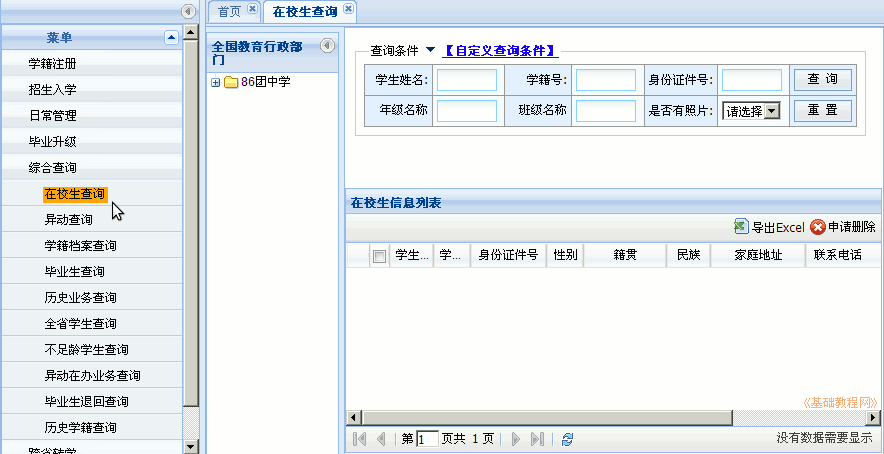 首页
在校生查询
菜单
学籍注册
招生入学
日常管理
毕业升级
综合查询
在校生查询
异动查询
学籍档案查询
毕业生查询
历史业务查询
全省学生查询
不足龄学生查询
异动在办业务查询
毕业生退回查询
历史学籍查询
跨省转学
全国教育行政部
门
86团中学
查询条件 【自定义查询条件】
学生姓名: 学籍号: 身份证件号: 查 询
年级名称 班级名称 是否有照片: 请选择 重 置
在校生信息列表
导出Excel 申请删除
学生... 学... 身份证件号 性别 籍贯 民族 家庭地址 联系电话
《基础教程网》
第 1 页共 1 页 没有数据需要显示